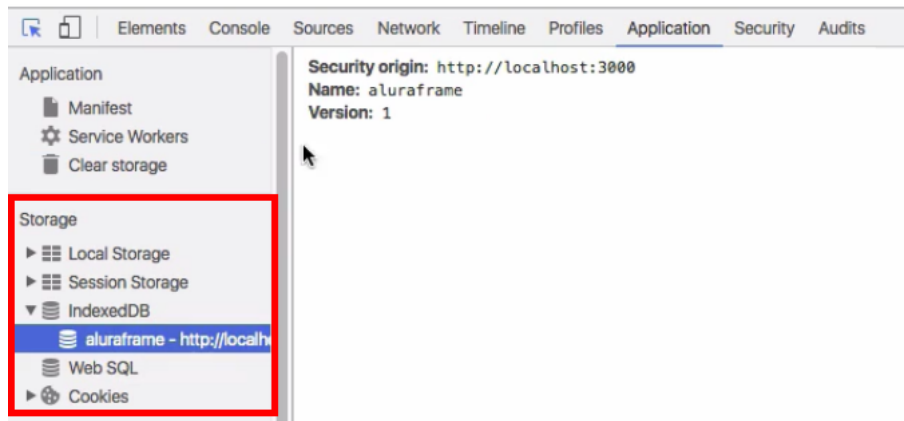 Elements Console Sources Network Timeline Profiles Application Security Audits
Application
Manifest
Service Workers
Clear storage
Storage
Local Storage
Session Storage
IndexedDB
aluraframe - http://localh
Web SQL
Cookies
Security origin: http://localhost:3000
Name: aluraframe
Version: 1